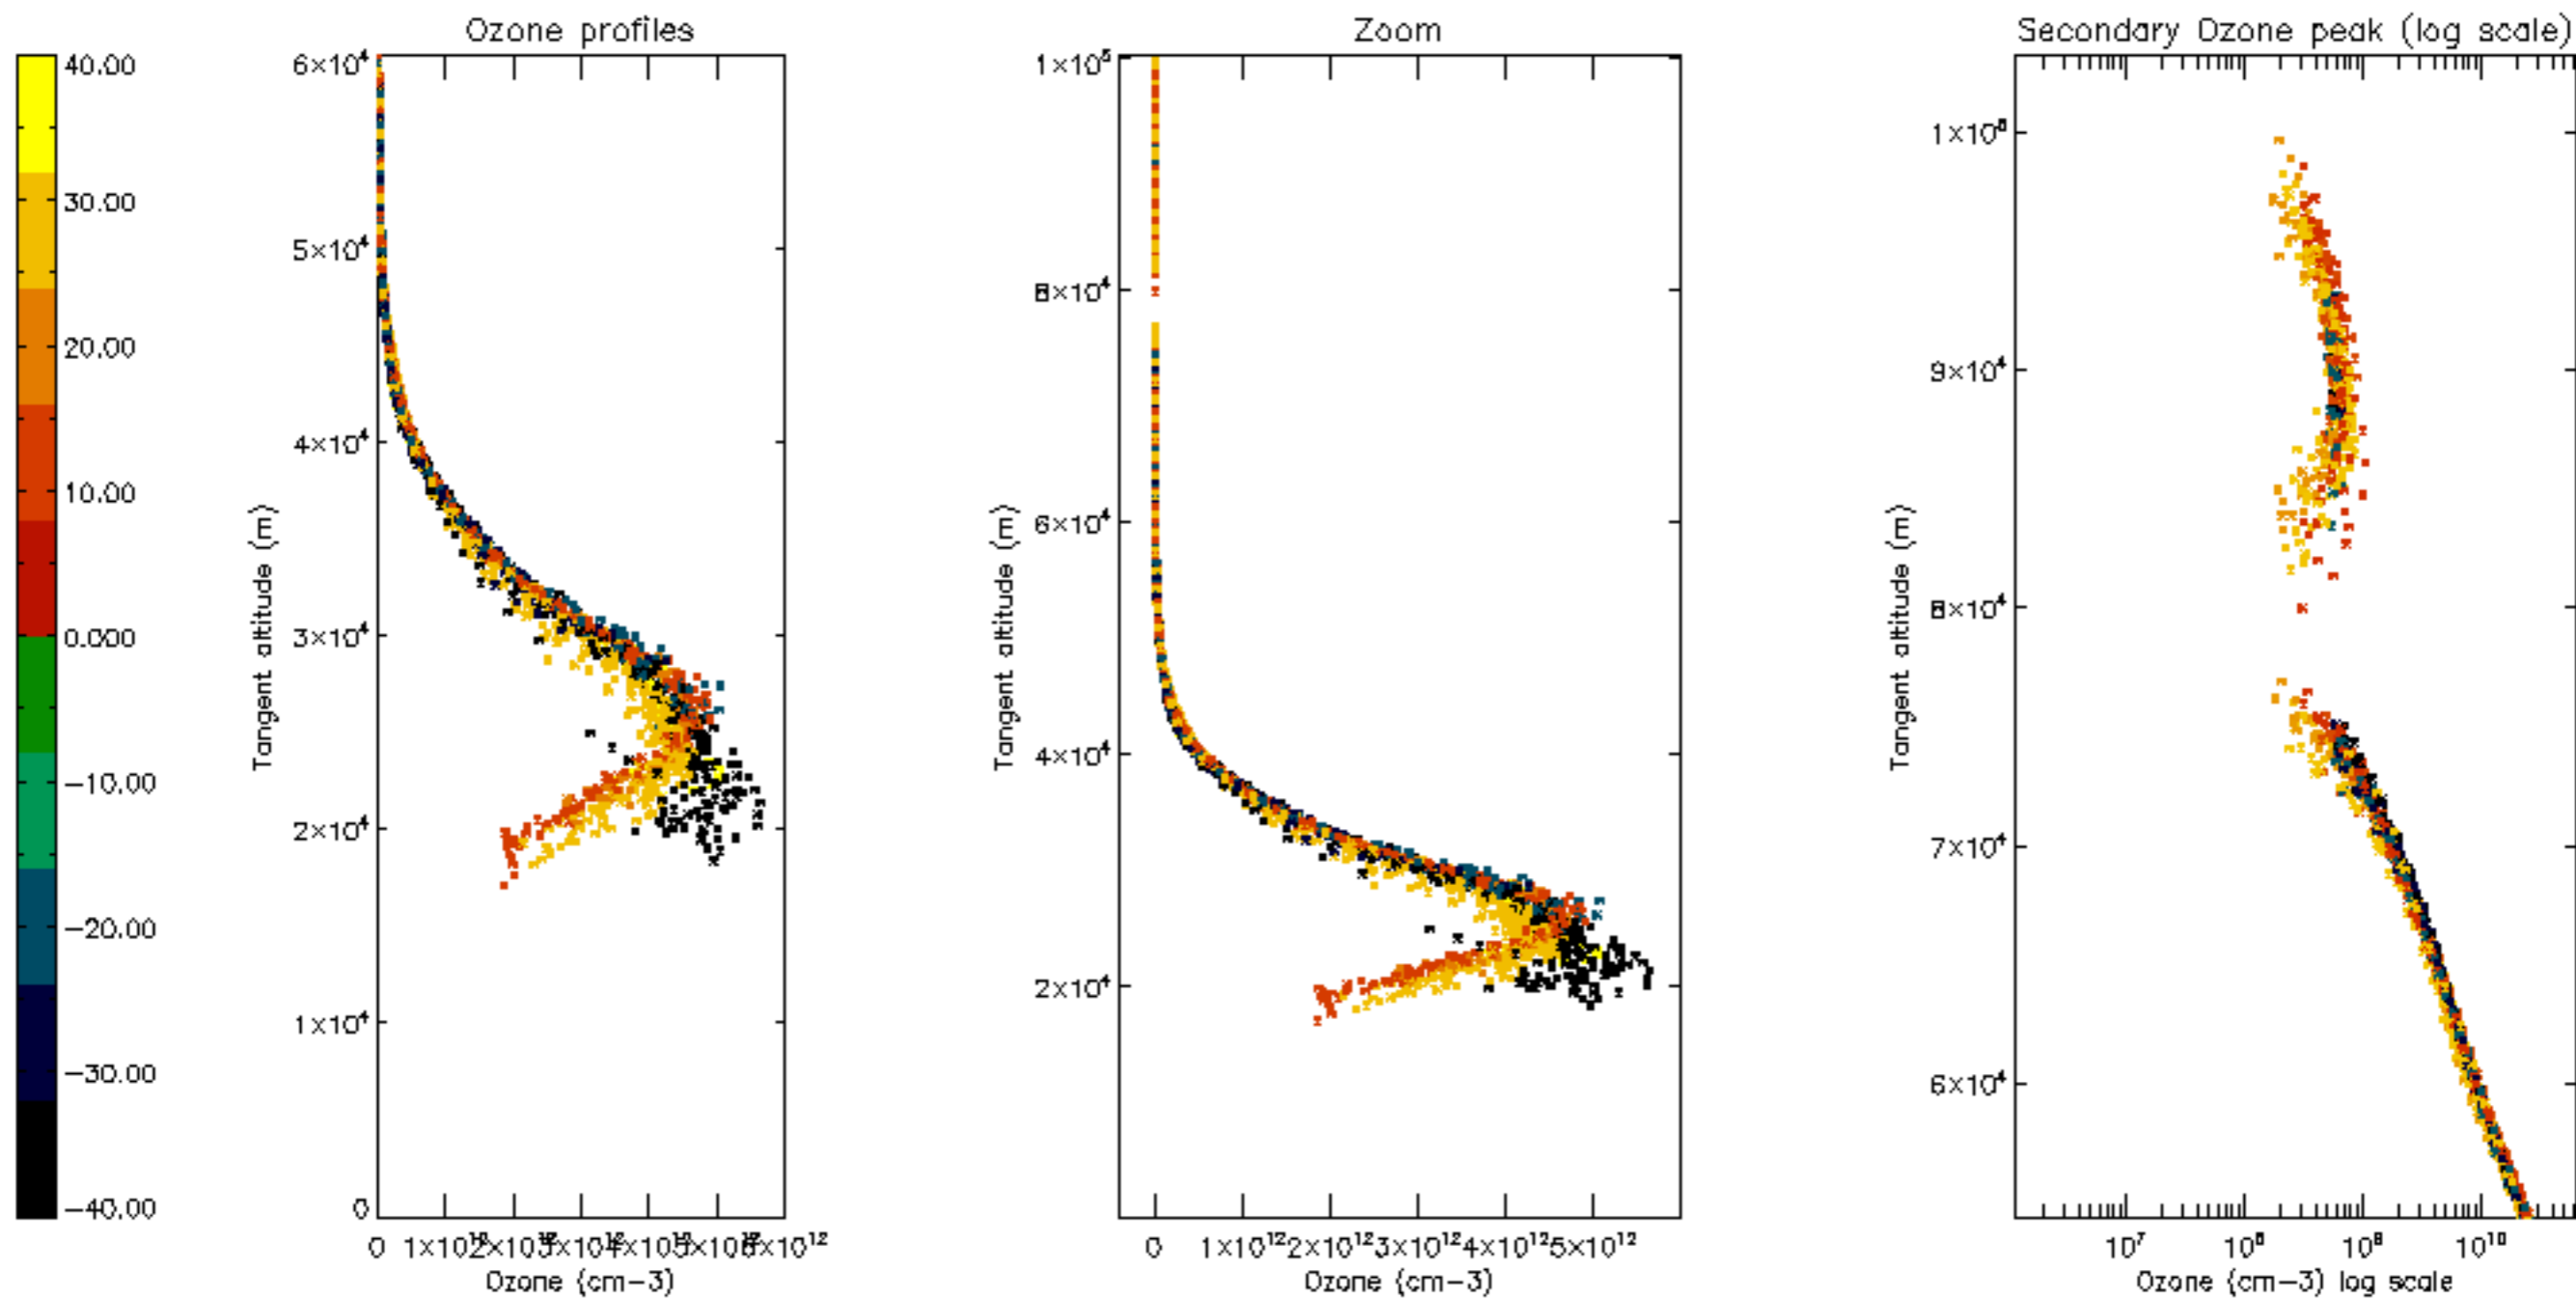 Ozone profiles
Zoom
Secondary Ozone peak (log scale)
40.00
30.00
20.00
10.00
−10.00
−20.00
−30.00
−40.00
6×10⁴
5×10⁴
4×10⁴
3×10⁴
2×10⁴
1×10⁴
0
Tangent altitude (m)
0
Ozone (cm−3)
1×10⁵
8×10⁴
6×10⁴
4×10⁴
2×10⁴
Tangent altitude (m)
0 1×10¹² 2×10¹² 3×10¹² 4×10¹² 5×10¹²
Ozone (cm−3)
9×10⁴
8×10⁴
7×10⁴
6×10⁴
Tangent altitude (m)
10⁷ 10⁸ 10⁹ 10¹⁰
Ozone (cm−3) log scale